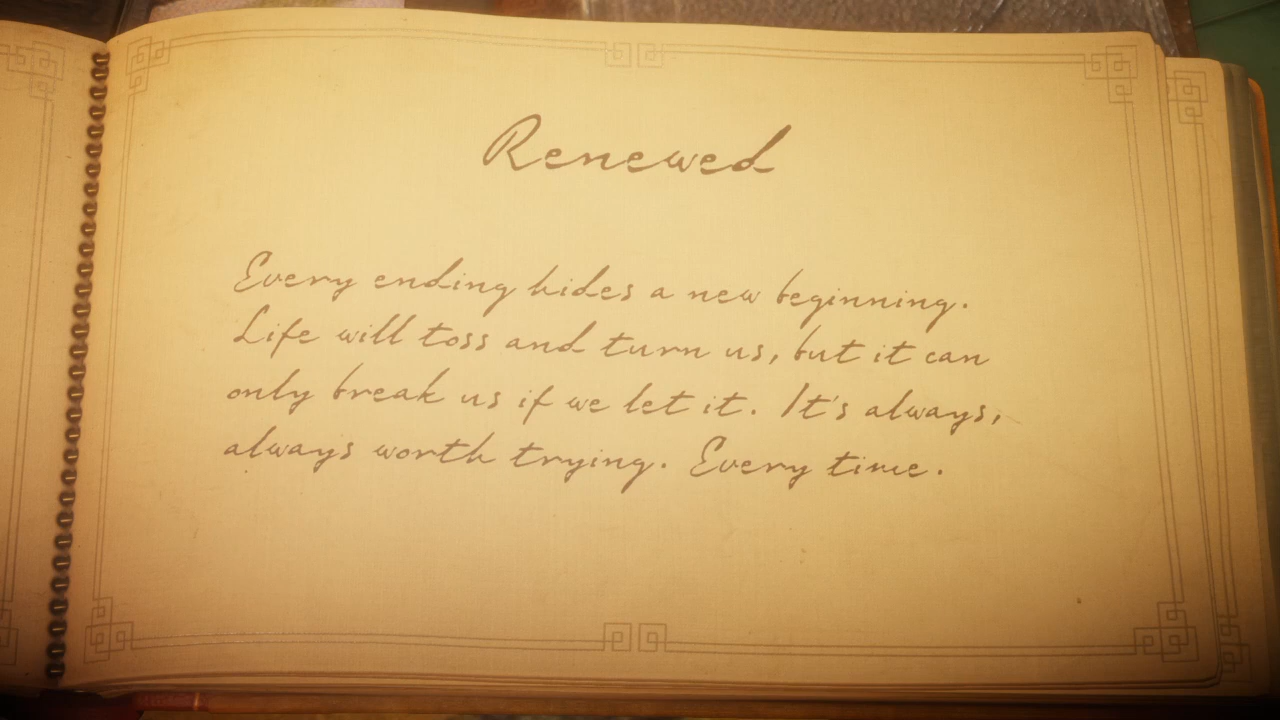 Renewed
Every ending hides a new beginning.
Life will toss and turn us, but it can
only break us if we let it. It's always,
always worth trying. Every time.